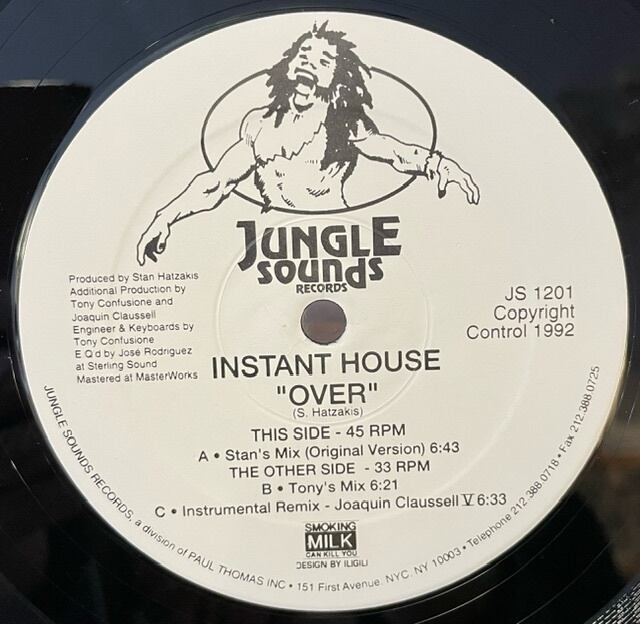 JUNGLE
SOUNDS
RECORDS
Produced by Stan Hatzakis
Additional Production by
Tony Confusione and
Joaquin Claussell
Engineer & Keyboards by
Tony Confusione
E Q'd by José Rodriguez
at Sterling Sound
Mastered at MasterWorks
JS 1201
Copyright
Control 1992
INSTANT HOUSE
"OVER"
(S. Hatzakis)
THIS SIDE - 45 RPM
A • Stan's Mix (Original Version) 6:43
THE OTHER SIDE - 33 RPM
B • Tony's Mix 6:21
C • Instrumental Remix - Joaquin Claussell V 6:33
SMOKING
MILK
CAN KILL YOU
DESIGN BY ILIGILI
JUNGLE SOUNDS RECORDS, a division of PAUL THOMAS INC • 151 First Avenue, NYC, NY 10003 • Telephone 212.388.0718 • Fax 212.388.0725